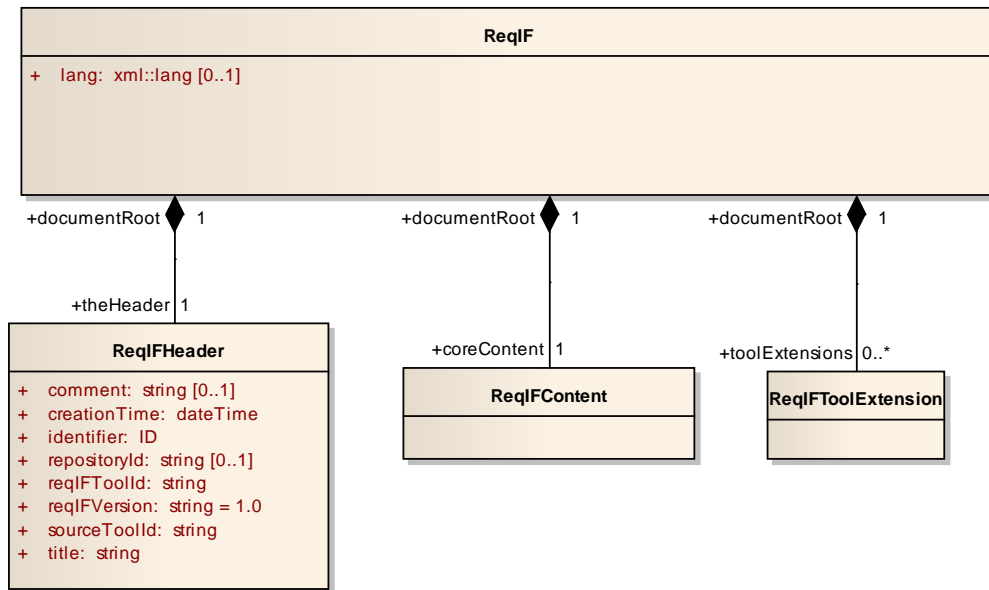 ReqIF
+ lang: xml::lang [0..1]
+documentRoot 1
+documentRoot 1
+documentRoot 1
+theHeader 1
+coreContent 1
+toolExtensions 0..*
ReqIFHeader
+ comment: string [0..1]
+ creationTime: dateTime
+ identifier: ID
+ repositoryId: string [0..1]
+ reqIFToolId: string
+ reqIFVersion: string = 1.0
+ sourceToolId: string
+ title: string
ReqIFContent
ReqIFToolExtension